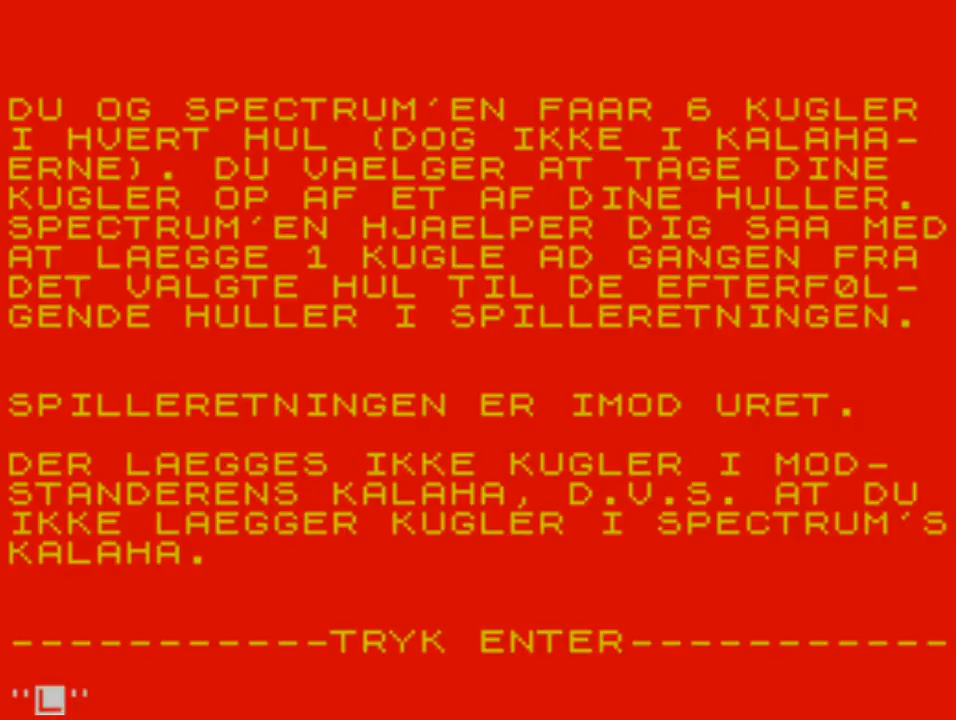 DU OG SPECTRUM'EN FAAR 6 KUGLER
I HVERT HUL (DOG IKKE I KALAHA-
ERNE). DU VAELGER AT TAGE DINE
KUGLER OP AF ET AF DINE HULLER.
SPECTRUM'EN HJAELPER DIG SAA MED
AT LAEGGE 1 KUGLE AD GANGEN FRA
DET VALGTE HUL TIL DE EFTERFØL-
GENDE HULLER I SPILLERETNINGEN.
SPILLERETNINGEN ER IMOD URET.
DER LAEGGES IKKE KUGLER I MOD-
STANDERENS KALAHA, D.V.S. AT DU
IKKE LAEGGER KUGLER I SPECTRUM'S
KALAHA.
-----------TRYK ENTER-----------
"L"